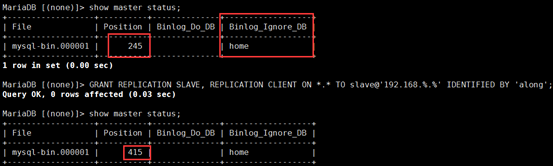 MariaDB [(none)]> show master status;
+------------------+----------+--------------+------------------+
| File | Position | Binlog_Do_DB | Binlog_Ignore_DB |
+------------------+----------+--------------+------------------+
| mysql-bin.000001 | 245 | | home |
+------------------+----------+--------------+------------------+
1 row in set (0.00 sec)
MariaDB [(none)]> GRANT REPLICATION SLAVE, REPLICATION CLIENT ON *.* TO slave@'192.168.%.%' IDENTIFIED BY 'along';
Query OK, 0 rows affected (0.03 sec)
MariaDB [(none)]> show master status;
+------------------+----------+--------------+------------------+
| File | Position | Binlog_Do_DB | Binlog_Ignore_DB |
+------------------+----------+--------------+------------------+
| mysql-bin.000001 | 415 | | home |